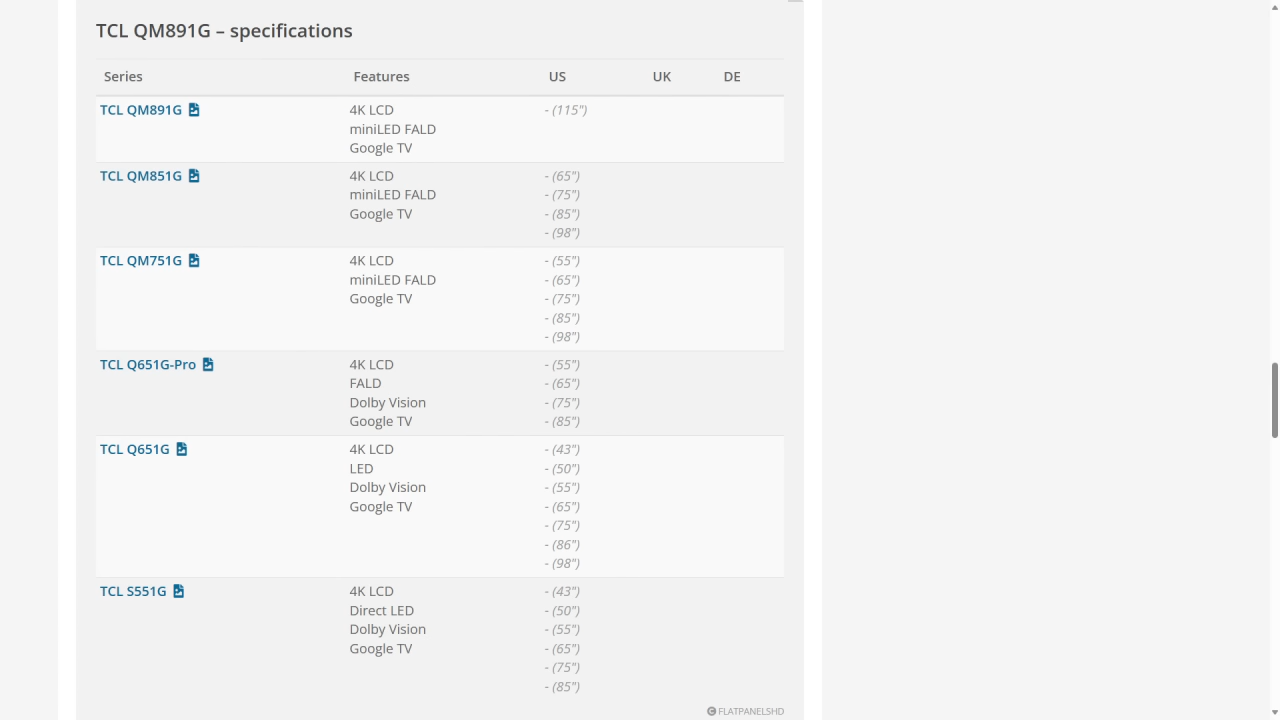 TCL QM891G – specifications
Series Features US UK DE
TCL QM891G 4K LCD - (115")
miniLED FALD
Google TV
TCL QM851G 4K LCD - (65")
miniLED FALD - (75")
Google TV - (85")
- (98")
TCL QM751G 4K LCD - (55")
miniLED FALD - (65")
Google TV - (75")
- (85")
- (98")
TCL Q651G-Pro 4K LCD - (55")
FALD - (65")
Dolby Vision - (75")
Google TV - (85")
TCL Q651G 4K LCD - (43")
LED - (50")
Dolby Vision - (55")
Google TV - (65")
- (75")
- (86")
- (98")
TCL S551G 4K LCD - (43")
Direct LED - (50")
Dolby Vision - (55")
Google TV - (65")
- (75")
- (85")
FLATPANELSHD